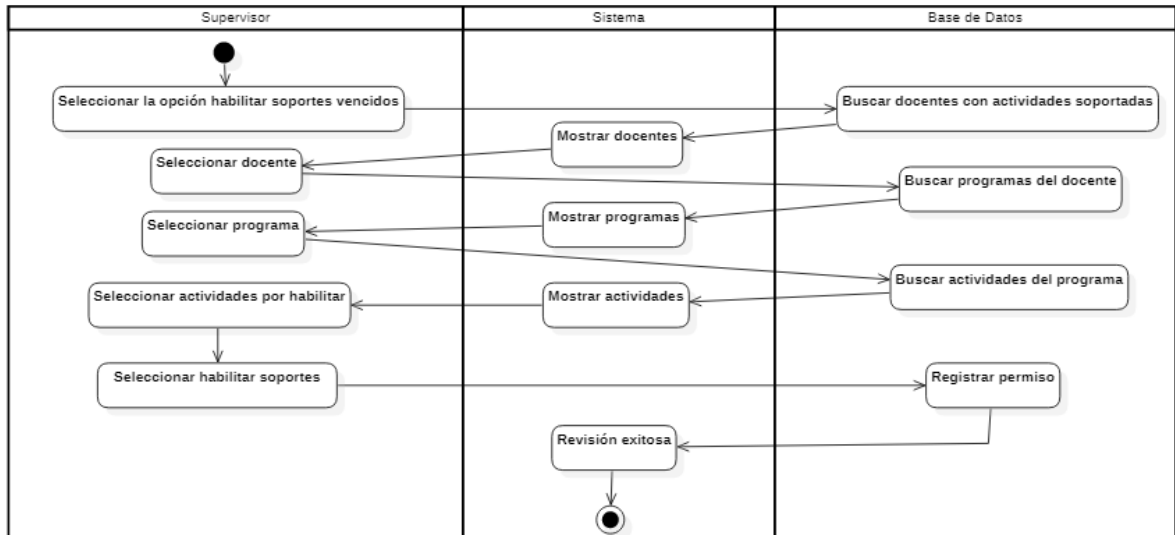 Supervisor
Sistema
Base de Datos
Seleccionar la opción habilitar soportes vencidos
Buscar docentes con actividades soportadas
Mostrar docentes
Seleccionar docente
Buscar programas del docente
Mostrar programas
Seleccionar programa
Buscar actividades del programa
Mostrar actividades
Seleccionar actividades por habilitar
Seleccionar habilitar soportes
Registrar permiso
Revisión exitosa